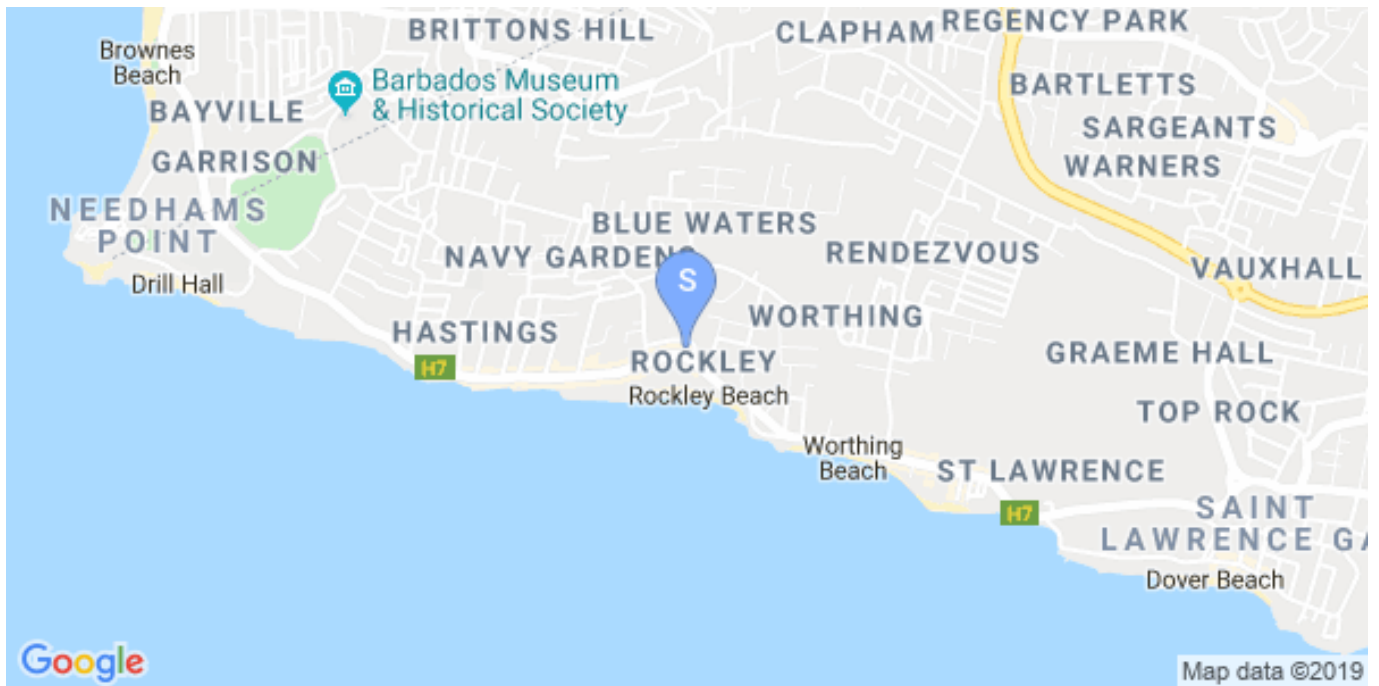 BRITTONS HILL
CLAPHAM
REGENCY PARK
Brownes
Beach
Barbados Museum
& Historical Society
BARTLETTS
BAYVILLE
SARGEANTS
GARRISON
WARNERS
NEEDHAMS
POINT
BLUE WATERS
NAVY GARDENS
RENDEZVOUS
VAUXHALL
Drill Hall
S
WORTHING
HASTINGS
GRAEME HALL
H7
ROCKLEY
Rockley Beach
TOP ROCK
Worthing
Beach
ST LAWRENCE
H7
SAINT
LAWRENCE GA
Dover Beach
Google
Map data ©2019